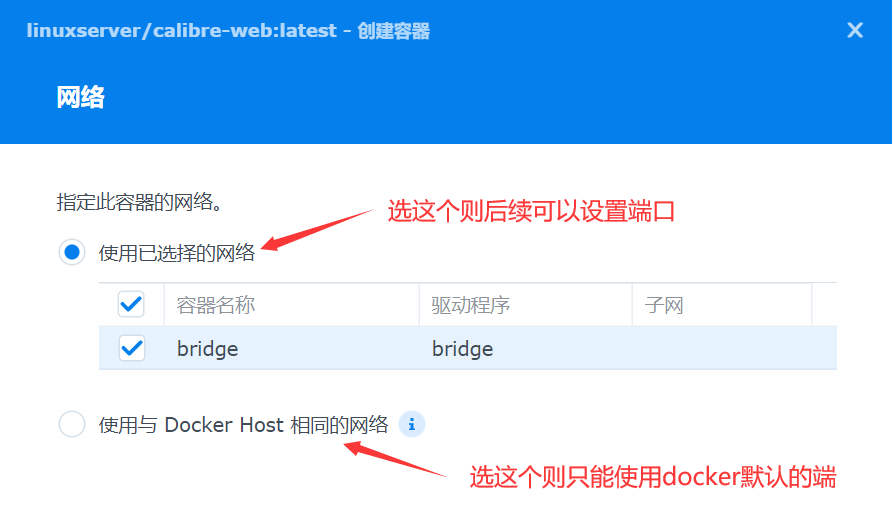 linuxserver/calibre-web:latest - 创建容器
网络
指定此容器的网络。
选这个则后续可以设置端口
使用已选择的网络
容器名称 驱动程序 子网
bridge bridge
使用与 Docker Host 相同的网络
选这个则只能使用docker默认的端